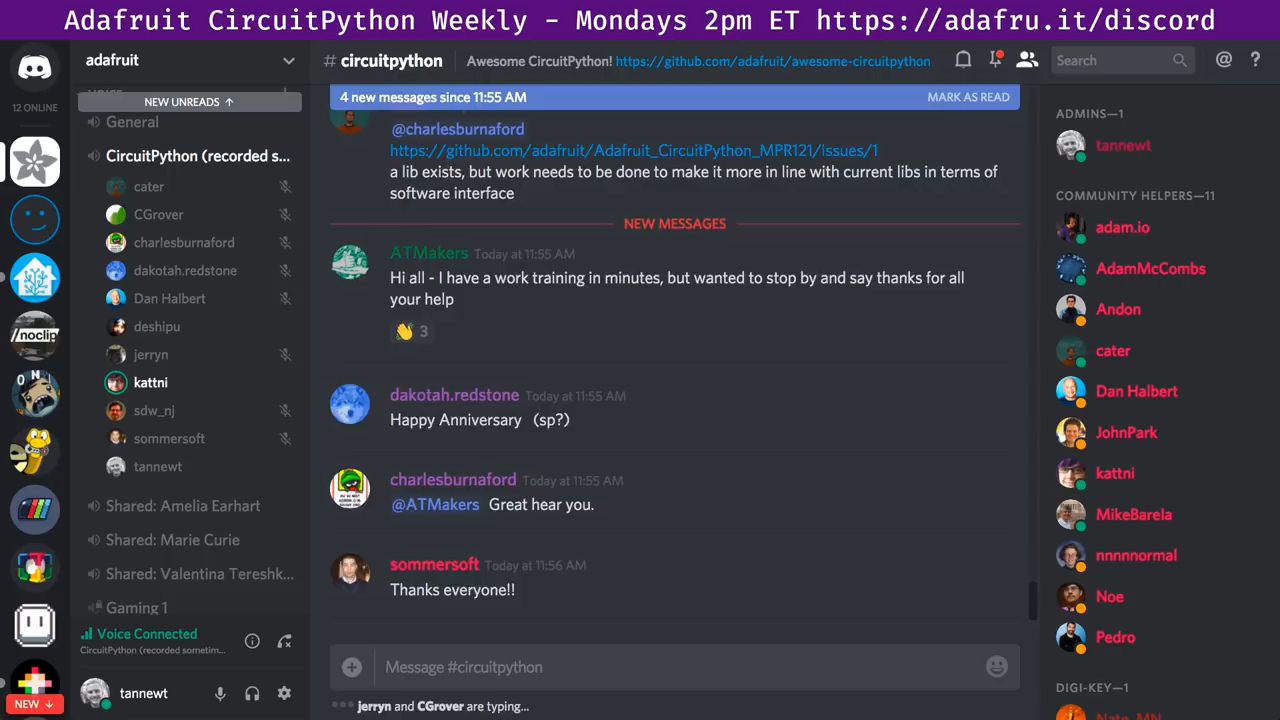 Adafruit CircuitPython Weekly - Mondays 2pm ET https://adafru.it/discord
12 ONLINE
/noclip
NEW ↓
adafruit
NEW UNREADS ↑
General
CircuitPython (recorded s...
cater
CGrover
charlesburnaford
dakotah.redstone
Dan Halbert
deshipu
jerryn
kattni
sdw_nj
sommersoft
tannewt
Shared: Amelia Earhart
Shared: Marie Curie
Shared: Valentina Tereshk...
Gaming 1
Voice Connected
CircuitPython (recorded sometim...
tannewt
# circuitpython
Awesome CircuitPython! https://github.com/adafruit/awesome-circuitpython
Search
4 new messages since 11:55 AM
MARK AS READ
@charlesburnaford
https://github.com/adafruit/Adafruit_CircuitPython_MPR121/issues/1
a lib exists, but work needs to be done to make it more in line with current libs in terms of
software interface
NEW MESSAGES
ATMakers Today at 11:55 AM
Hi all - I have a work training in minutes, but wanted to stop by and say thanks for all
your help
3
dakotah.redstone Today at 11:55 AM
Happy Anniversary (sp?)
charlesburnaford Today at 11:55 AM
@ATMakers Great hear you.
sommersoft Today at 11:56 AM
Thanks everyone!!
Message #circuitpython
jerryn and CGrover are typing...
ADMINS—1
tannewt
COMMUNITY HELPERS—11
adam.io
AdamMcCombs
Andon
cater
Dan Halbert
JohnPark
kattni
MikeBarela
nnnnnormal
Noe
Pedro
DIGI-KEY—1
Nate_MN